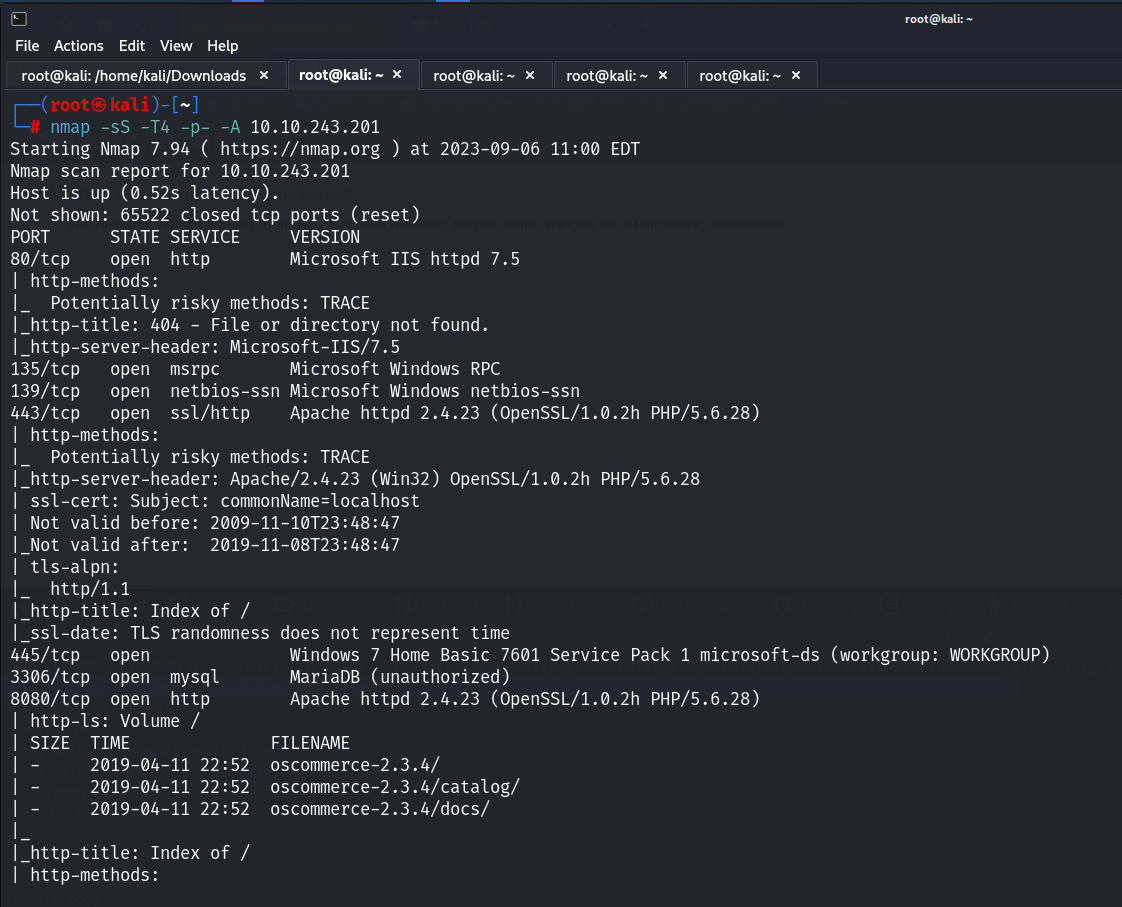 root@kali: ~
File Actions Edit View Help
root@kali: /home/kali/Downloads × root@kali: ~ × root@kali: ~ × root@kali: ~ × root@kali: ~ ×
┌──(root㉿kali)-[~]
└─# nmap -sS -T4 -p- -A 10.10.243.201
Starting Nmap 7.94 ( https://nmap.org ) at 2023-09-06 11:00 EDT
Nmap scan report for 10.10.243.201
Host is up (0.52s latency).
Not shown: 65522 closed tcp ports (reset)
PORT     STATE SERVICE     VERSION
80/tcp   open  http        Microsoft IIS httpd 7.5
| http-methods:
|_  Potentially risky methods: TRACE
|_http-title: 404 - File or directory not found.
|_http-server-header: Microsoft-IIS/7.5
135/tcp  open  msrpc       Microsoft Windows RPC
139/tcp  open  netbios-ssn Microsoft Windows netbios-ssn
443/tcp  open  ssl/http    Apache httpd 2.4.23 (OpenSSL/1.0.2h PHP/5.6.28)
| http-methods:
|_  Potentially risky methods: TRACE
|_http-server-header: Apache/2.4.23 (Win32) OpenSSL/1.0.2h PHP/5.6.28
| ssl-cert: Subject: commonName=localhost
| Not valid before: 2009-11-10T23:48:47
|_Not valid after:  2019-11-08T23:48:47
| tls-alpn:
|_  http/1.1
|_http-title: Index of /
|_ssl-date: TLS randomness does not represent time
445/tcp  open              Windows 7 Home Basic 7601 Service Pack 1 microsoft-ds (workgroup: WORKGROUP)
3306/tcp open  mysql       MariaDB (unauthorized)
8080/tcp open  http        Apache httpd 2.4.23 (OpenSSL/1.0.2h PHP/5.6.28)
| http-ls: Volume /
| SIZE  TIME              FILENAME
| -     2019-04-11 22:52  oscommerce-2.3.4/
| -     2019-04-11 22:52  oscommerce-2.3.4/catalog/
| -     2019-04-11 22:52  oscommerce-2.3.4/docs/
|_
|_http-title: Index of /
| http-methods: